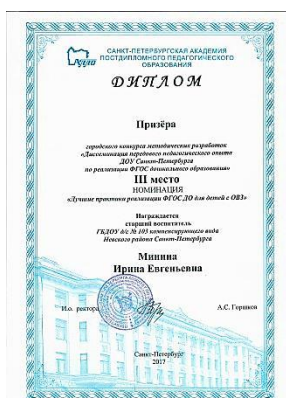 САНКТ-ПЕТЕРБУРГСКАЯ АКАДЕМИЯ
ПОСТДИПЛОМНОГО ПЕДАГОГИЧЕСКОГО
ОБРАЗОВАНИЯ
ДИПЛОМ
Призёра
городского конкурса методических разработок
«Диссеминация передового педагогического опыта
ДОУ Санкт-Петербурга
по реализации ФГОС дошкольного образования»
III место
НОМИНАЦИЯ
«Лучшие практики реализации ФГОС ДО для детей с ОВЗ»
Награждается
старший воспитатель
ГБДОУ д/с № 105 компенсирующего вида
Невского района Санкт-Петербурга
Минина
Ирина Евгеньевна
И.о. ректора
А.С. Горшков
Санкт-Петербург
2017